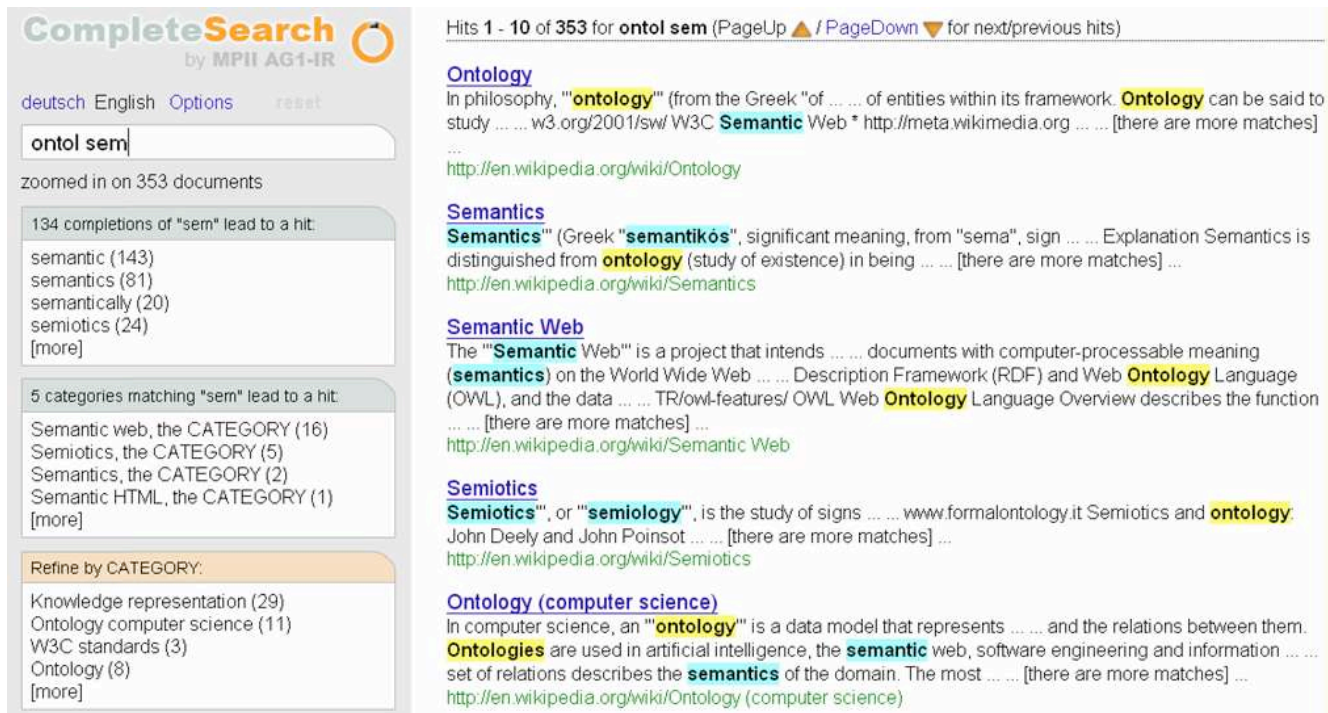 CompleteSearch
by MPII AG1-IR
deutsch English Options reset
ontol sem
zoomed in on 353 documents
134 completions of "sem" lead to a hit:
semantic (143)
semantics (81)
semantically (20)
semiotics (24)
[more]
5 categories matching "sem" lead to a hit:
Semantic web, the CATEGORY (16)
Semiotics, the CATEGORY (5)
Semantics, the CATEGORY (2)
Semantic HTML, the CATEGORY (1)
[more]
Refine by CATEGORY:
Knowledge representation (29)
Ontology computer science (11)
W3C standards (3)
Ontology (8)
[more]
Hits 1 - 10 of 353 for ontol sem (PageUp / PageDown for next/previous hits)
Ontology
In philosophy, '"ontology'" (from the Greek "of ... ... of entities within its framework. Ontology can be said to
study ... ... w3.org/2001/sw/ W3C Semantic Web * http://meta.wikimedia.org ... ... [there are more matches]
...
http://en.wikipedia.org/wiki/Ontology
Semantics
Semantics'" (Greek "semantikós", significant meaning, from "sema", sign ... ... Explanation Semantics is
distinguished from ontology (study of existence) in being ... ... [there are more matches] ...
http://en.wikipedia.org/wiki/Semantics
Semantic Web
The '"Semantic Web'" is a project that intends ... ... documents with computer-processable meaning
(semantics) on the World Wide Web ... ... Description Framework (RDF) and Web Ontology Language
(OWL), and the data ... ... TR/owl-features/ OWL Web Ontology Language Overview describes the function
... ... [there are more matches] ...
http://en.wikipedia.org/wiki/Semantic Web
Semiotics
Semiotics'", or '"semiology'", is the study of signs ... ... www.formalontology.it Semiotics and ontology:
John Deely and John Poinsot ... ... [there are more matches] ...
http://en.wikipedia.org/wiki/Semiotics
Ontology (computer science)
In computer science, an '"ontology'" is a data model that represents ... ... and the relations between them.
Ontologies are used in artificial intelligence, the semantic web, software engineering and information ... ...
set of relations describes the semantics of the domain. The most ... ... [there are more matches] ...
http://en.wikipedia.org/wiki/Ontology (computer science)